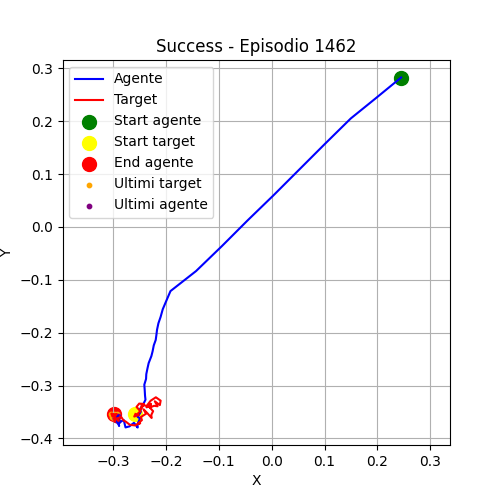 Success - Episodio 1462
0.3
0.2
0.1
0.0
−0.1
−0.2
−0.3
−0.4
Y
Agente
Target
Start agente
Start target
End agente
Ultimi target
Ultimi agente
−0.3 −0.2 −0.1 0.0 0.1 0.2 0.3
X